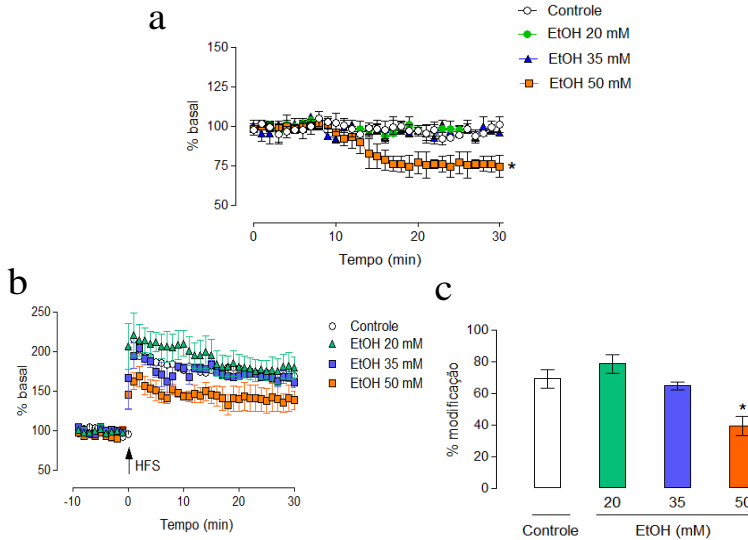 a
Controle
EtOH 20 mM
EtOH 35 mM
EtOH 50 mM
150
125
100
75
50
% basal
*
0
10
20
30
Tempo (min)
b
250
200
150
100
50
% basal
HFS
-10
0
10
20
30
Tempo (min)
Controle
EtOH 20 mM
EtOH 35 mM
EtOH 50 mM
c
100
80
60
40
20
0
% modificação
*
20
35
50
Controle
EtOH (mM)